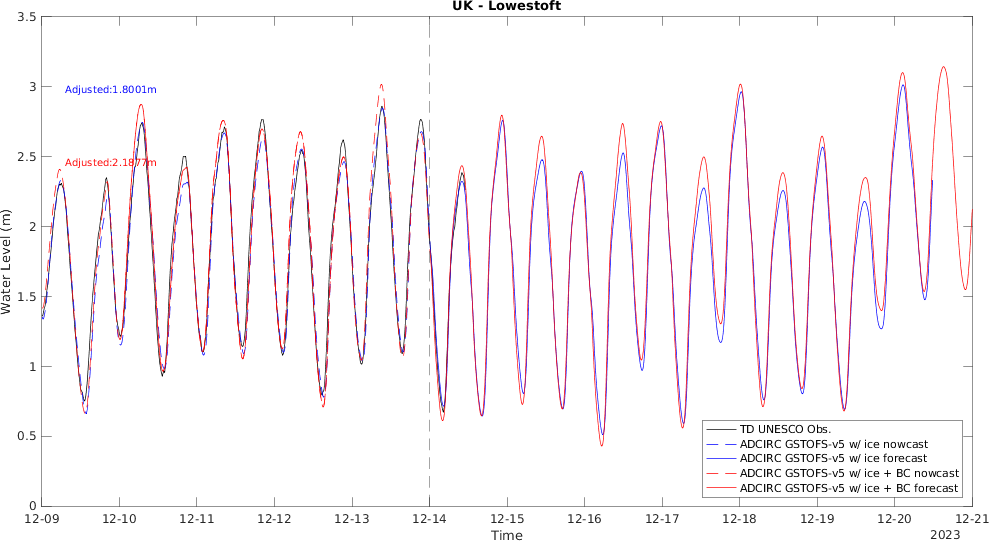 UK - Lowestoft
3.5
3
2.5
2
1.5
1
0.5
0
Water Level (m)
Adjusted:1.8001m
Adjusted:2.1877m
TD UNESCO Obs.
ADCIRC GSTOFS-v5 w/ ice nowcast
ADCIRC GSTOFS-v5 w/ ice forecast
ADCIRC GSTOFS-v5 w/ ice + BC nowcast
ADCIRC GSTOFS-v5 w/ ice + BC forecast
12-09 12-10 12-11 12-12 12-13 12-14 12-15 12-16 12-17 12-18 12-19 12-20 12-21
Time
2023